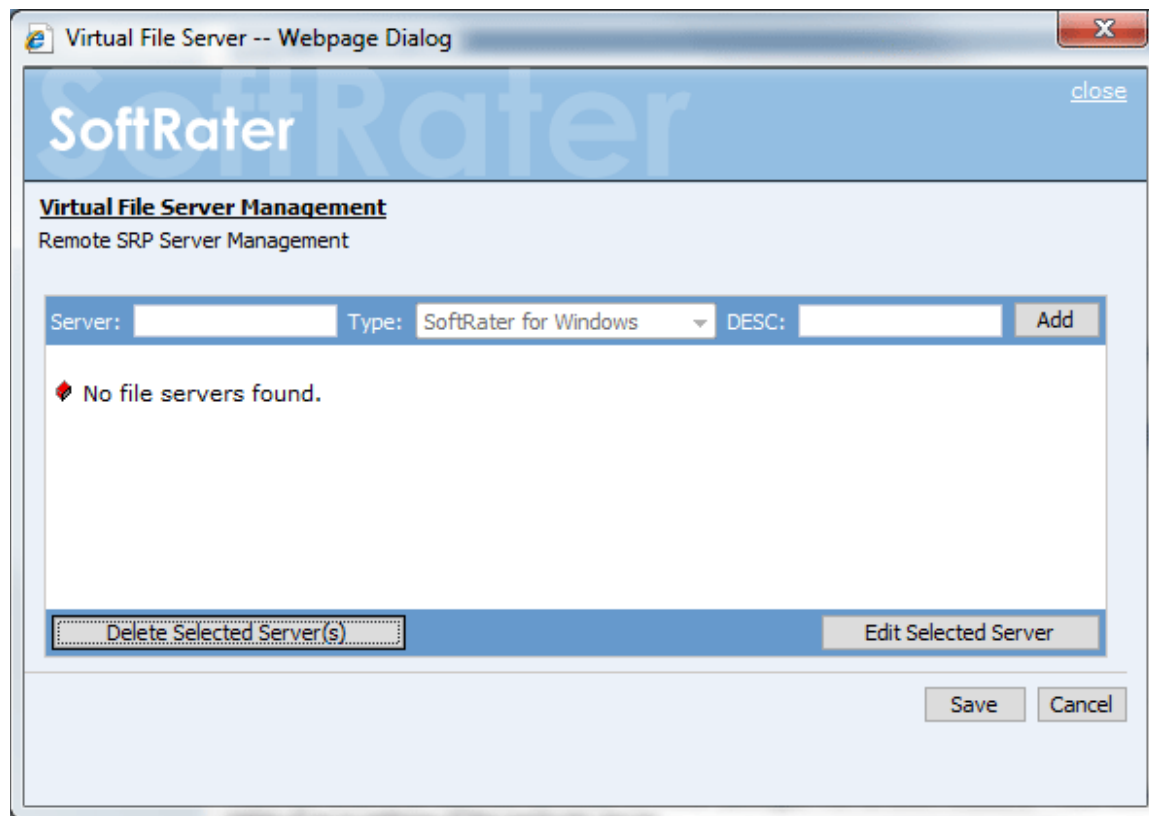 Virtual File Server -- Webpage Dialog
x
SoftRater
close
SoftRater
Virtual File Server Management
Remote SRP Server Management
Server: Type: SoftRater for Windows DESC: Add
No file servers found.
Delete Selected Server(s) Edit Selected Server
Save Cancel